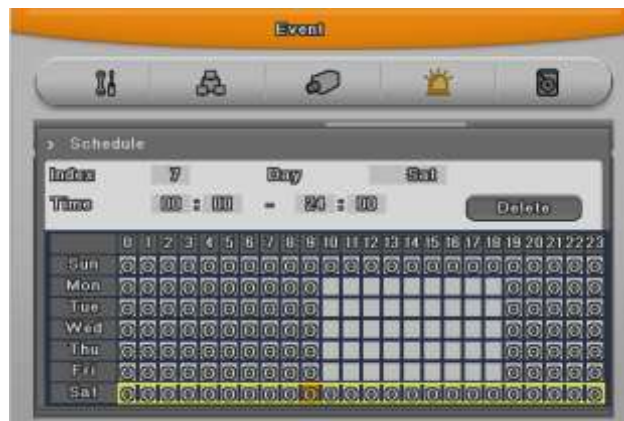 Event
> Schedule
Index 7 Day Sat
Time 00 : 00 - 24 : 00 Delete
0 1 2 3 4 5 6 7 8 9 10 11 12 13 14 15 16 17 18 19 20 21 22 23
Sun
Mon
Tue
Wed
Thu
Fri
Sat